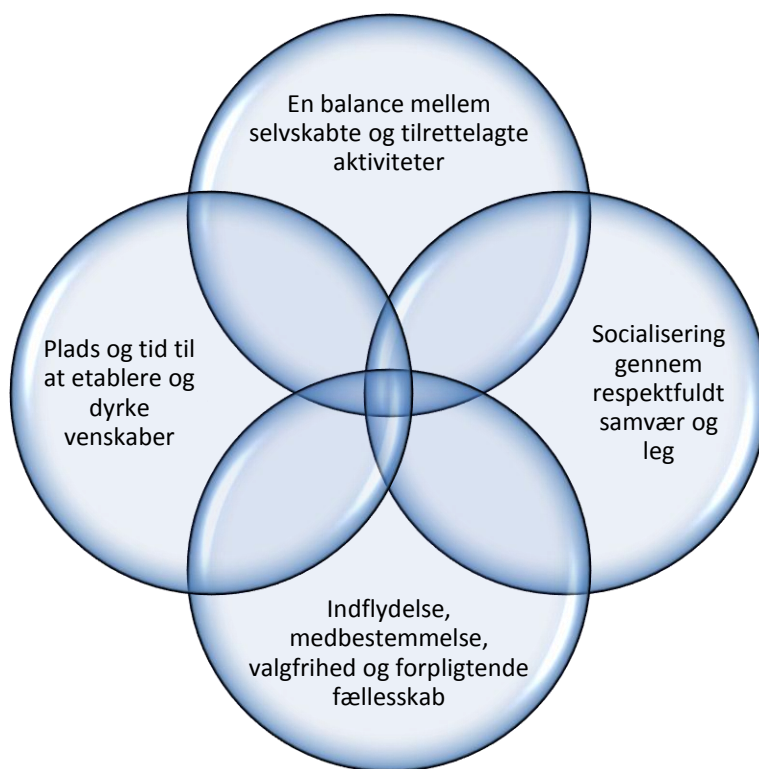 En balance mellem
selvskabte og tilrettelagte
aktiviteter
Plads og tid til
at etablere og
dyrke
venskaber
Socialisering
gennem
respektfuldt
samvær og
leg
Indflydelse,
medbestemmelse,
valgfrihed og forpligtende
fællesskab